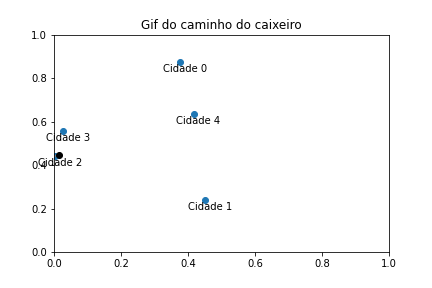 Gif do caminho do caixeiro
1.0
Cidade 0
0.8
Cidade 4
0.6
Cidade 3
Cidade 2
0.4
Cidade 1
0.2
0.0
0.0 0.2 0.4 0.6 0.8 1.0